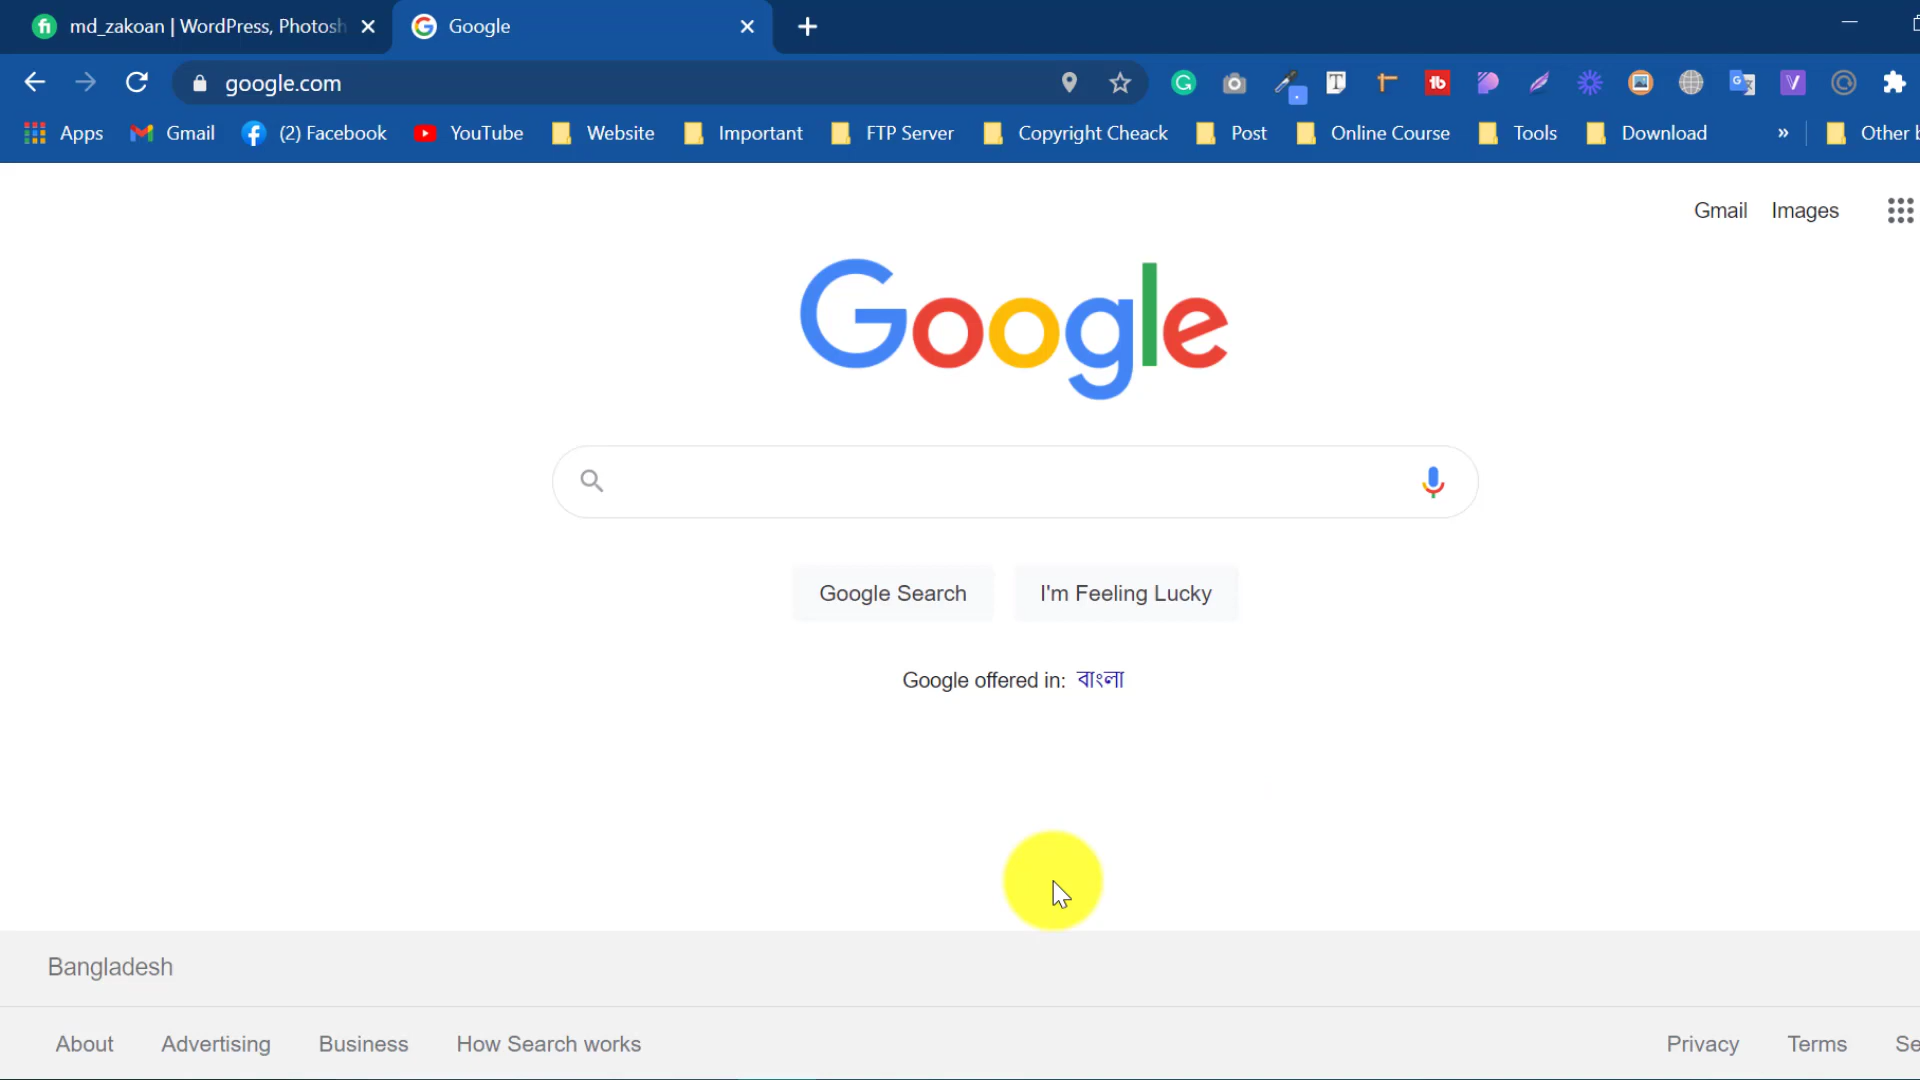 md_zakoan | WordPress, Photosh
Google
google.com
Apps Gmail (2) Facebook YouTube Website Important FTP Server Copyright Cheack Post Online Course Tools Download » Other b
Gmail Images
Google
Google Search I'm Feeling Lucky
Google offered in: বাংলা
Bangladesh
About Advertising Business How Search works Privacy Terms Se